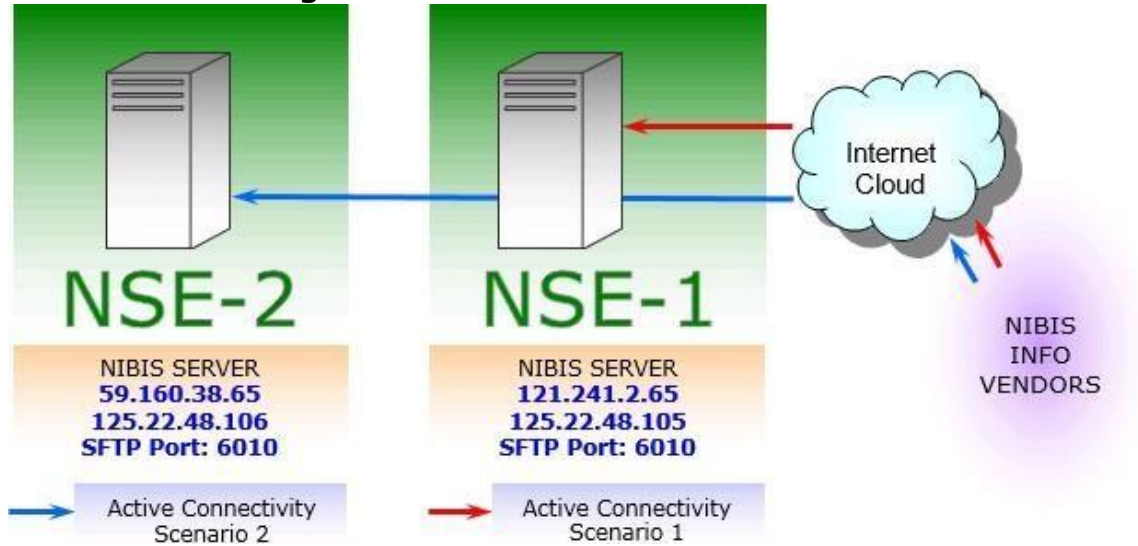 Internet
Cloud
NSE-2
NSE-1
NIBIS
INFO
VENDORS
NIBIS SERVER
59.160.38.65
125.22.48.106
SFTP Port: 6010
NIBIS SERVER
121.241.2.65
125.22.48.105
SFTP Port: 6010
Active Connectivity
Scenario 2
Active Connectivity
Scenario 1